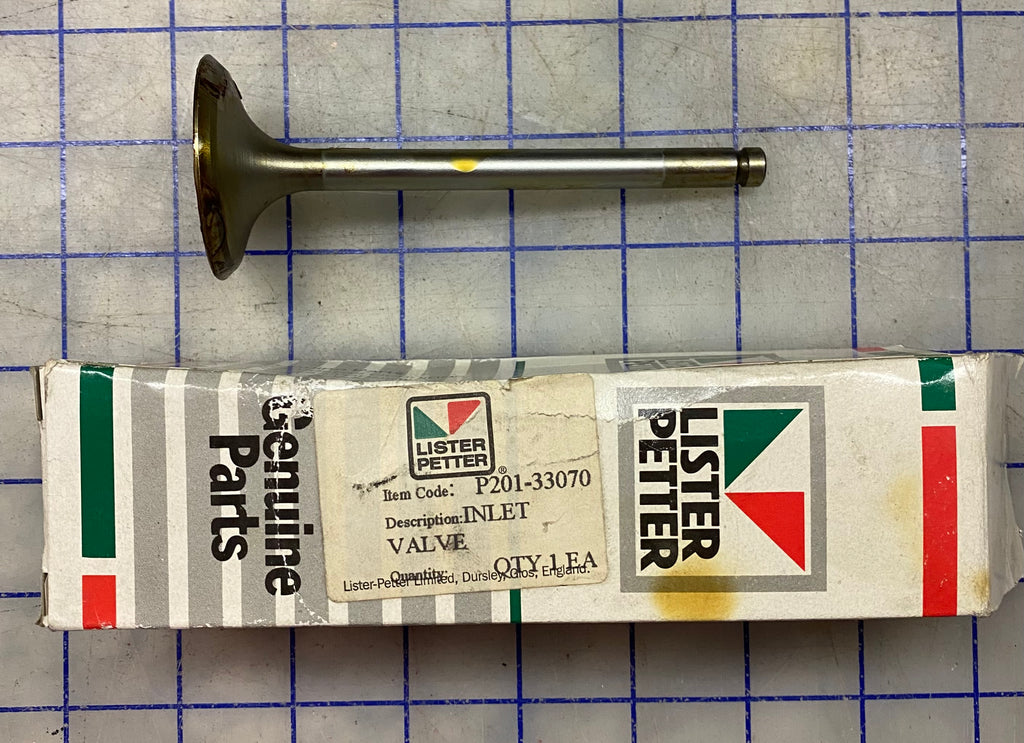 Genuine
Parts
LISTER
PETTER
®
Item Code: P201-33070
Description:INLET
VALVE
Quantity: QTY 1 EA
Lister-Petter Limited, Dursley, Glos, England.
LISTER
PETTER